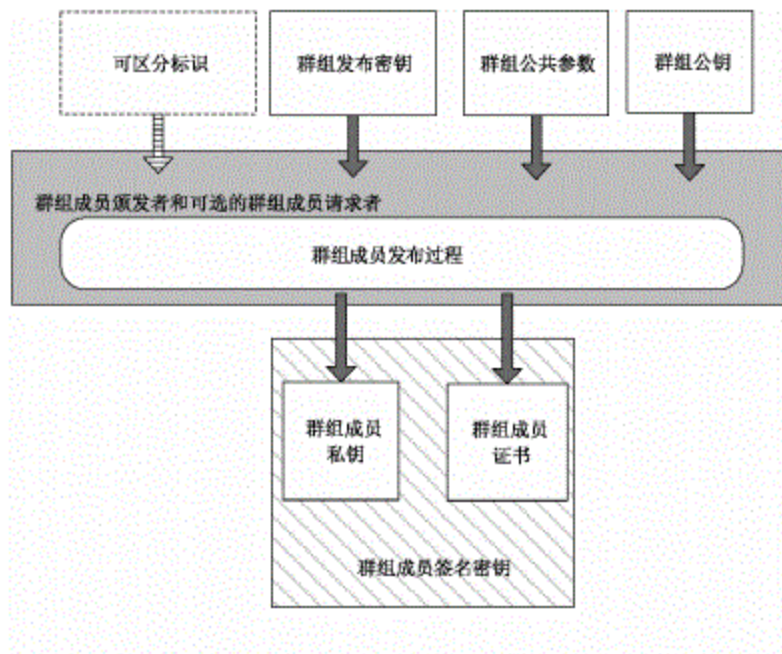 可区分标识
群组发布密钥
群组公共参数
群组公钥
群组成员颁发者和可选的群组成员请求者
群组成员发布过程
群组成员
私钥
群组成员
证书
群组成员签名密钥